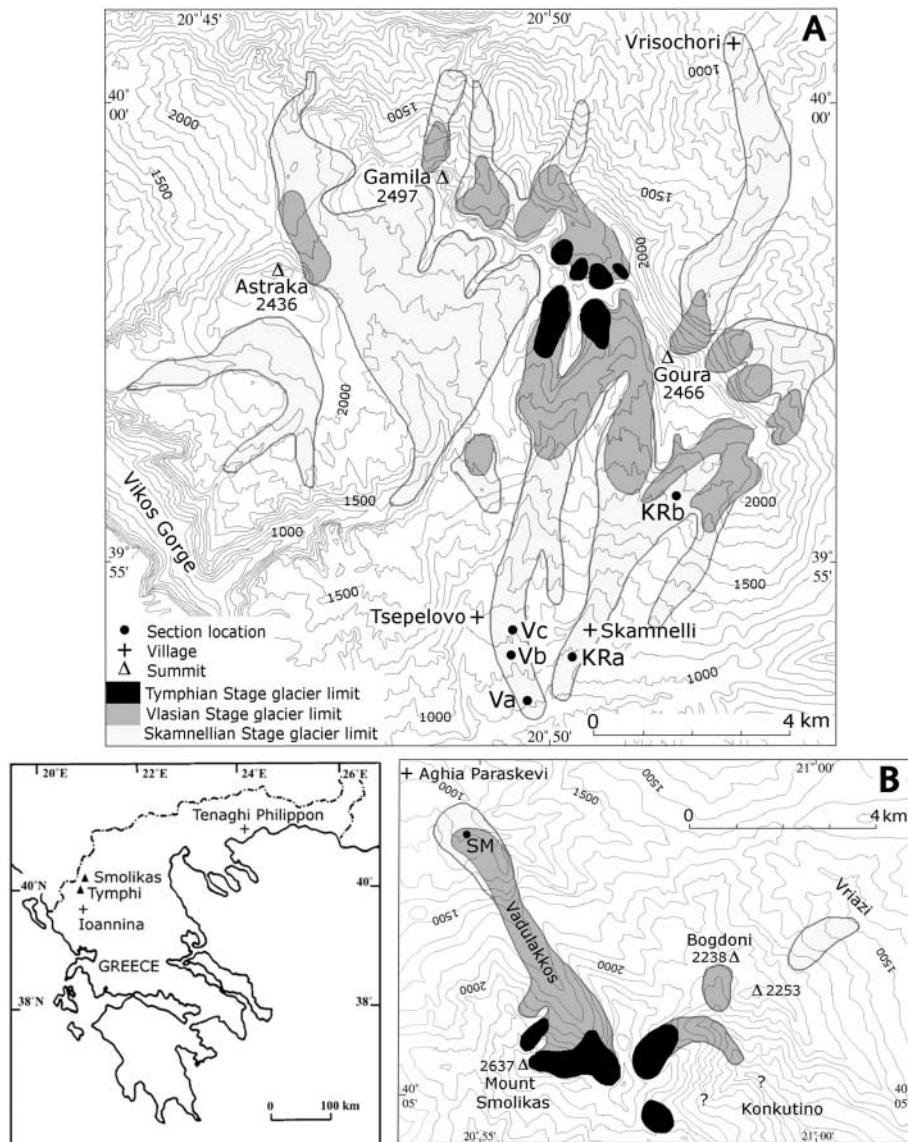 20° 45'
20° 50'
A
Vrisochori
1000
40°
00'
40°
00'
2000
1500
1500
Gamila
2497
1500
2000
Astraka
2436
Goura
2466
2000
KRb
2000
1500
1000
Vikos Gorge
39°
55'
39°
55'
1500
1500
Tsepelovo
Vc
Skamnelli
Vb
KRa
1000
Va
1000
Section location
Village
Summit
Tymphian Stage glacier limit
Vlasian Stage glacier limit
Skamnellian Stage glacier limit
20° 50'
0 4 km
20°E 22°E 24°E 26°E
Tenaghi Philippon
40°N
Smolikas
Tymphi
Ioannina
40°
GREECE
38°N
38°
0 100 km
Aghia Paraskevi
1500
21° 00'
B
1000
1500
0 4 km
SM
1500
Vadulakkos
Vriazi
1500
Bogdoni
2238
2000
2253
2000
2637
Mount
Smolikas
?
?
Konkutino
40°
05'
40°
05'
20° 55'
21° 00'